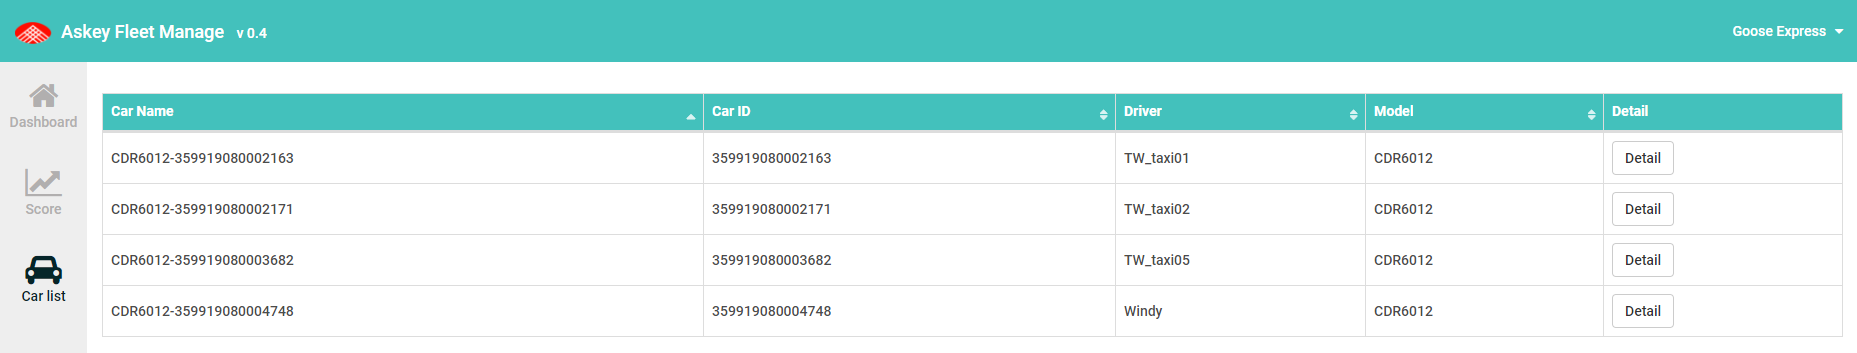 Askey Fleet Manage v 0.4
Goose Express
Dashboard
Score
Car list
Car Name Car ID Driver Model Detail
CDR6012-359919080002163 359919080002163 TW_taxi01 CDR6012 Detail
CDR6012-359919080002171 359919080002171 TW_taxi02 CDR6012 Detail
CDR6012-359919080003682 359919080003682 TW_taxi05 CDR6012 Detail
CDR6012-359919080004748 359919080004748 Windy CDR6012 Detail